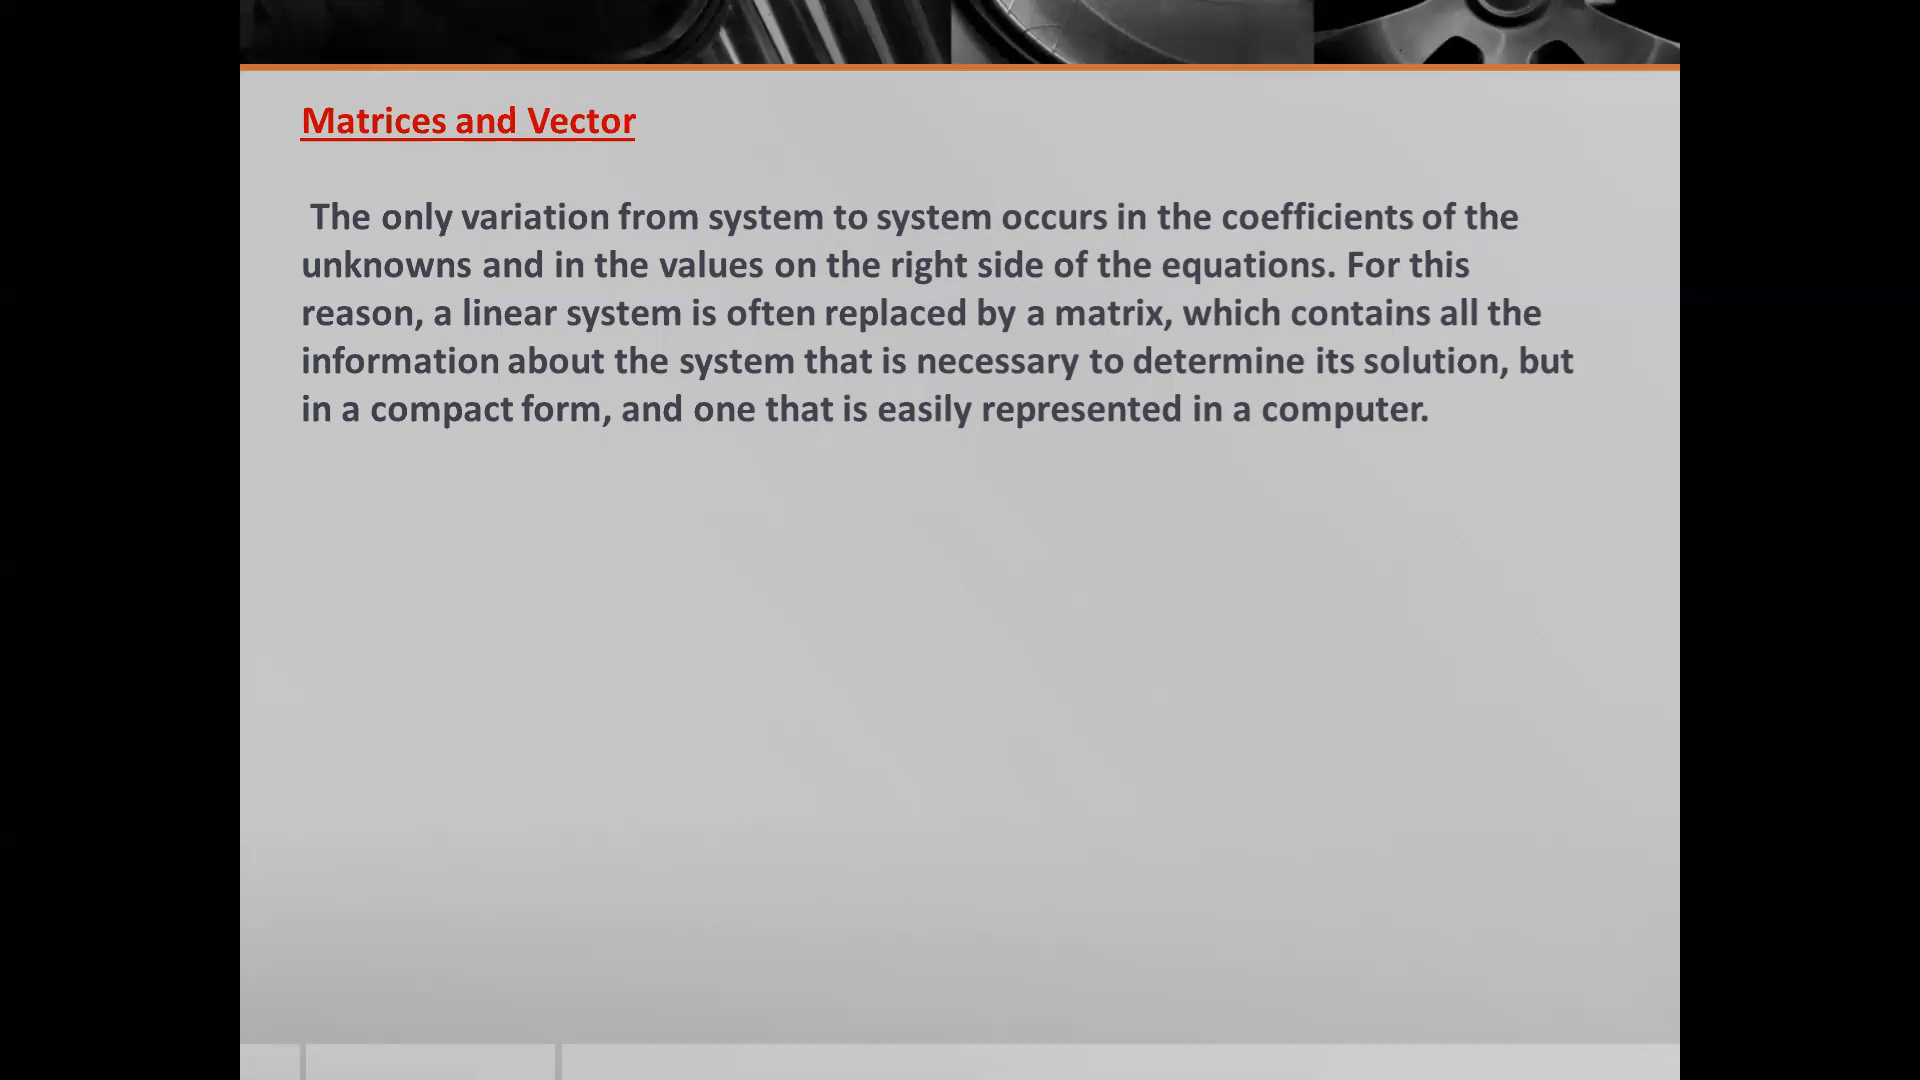 Matrices and Vector
The only variation from system to system occurs in the coefficients of the
unknowns and in the values on the right side of the equations. For this
reason, a linear system is often replaced by a matrix, which contains all the
information about the system that is necessary to determine its solution, but
in a compact form, and one that is easily represented in a computer.